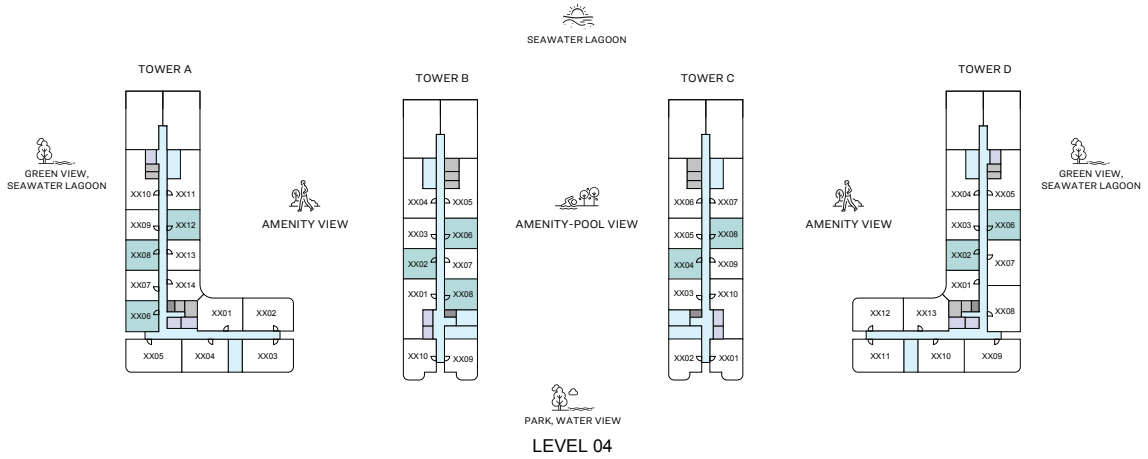 SEAWATER LAGOON
TOWER A
TOWER B
TOWER C
TOWER D
GREEN VIEW,
SEAWATER LAGOON
AMENITY VIEW
AMENITY-POOL VIEW
AMENITY VIEW
GREEN VIEW,
SEAWATER LAGOON
XX10 XX11
XX09 XX12
XX08 XX13
XX07 XX14
XX06 XX01 XX02
XX05 XX04 XX03
XX04 XX05
XX03 XX06
XX02 XX07
XX01 XX08
XX10 XX09
XX06 XX07
XX05 XX08
XX04 XX09
XX03 XX10
XX02 XX01
XX04 XX05
XX03 XX06
XX02 XX07
XX01
XX12 XX13 XX08
XX11 XX10 XX09
PARK, WATER VIEW
LEVEL 04